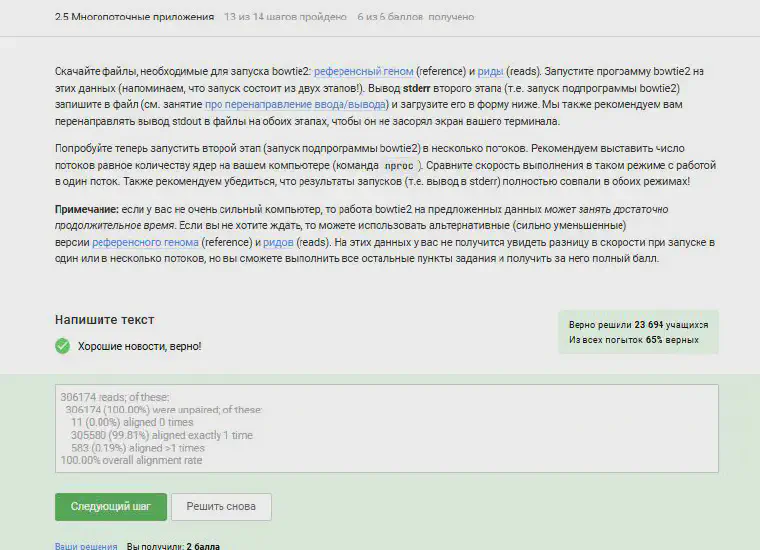 2.5 Многопоточные приложения 13 из 14 шагов пройдено 6 из 6 баллов получено
Скачайте файлы, необходимые для запуска bowtie2: референсный геном (reference) и риды (reads). Запустите программу bowtie2 на
этих данных (напоминаем, что запуск состоит из двух этапов!). Вывод stderr второго этапа (т.е. запуск подпрограммы bowtie2)
запишите в файл (см. занятие про перенаправление ввода/вывода) и загрузите его в форму ниже. Мы также рекомендуем вам
перенаправлять вывод stdout в файлы на обоих этапах, чтобы он не засорял экран вашего терминала.
Попробуйте теперь запустить второй этап (запуск подпрограммы bowtie2) в несколько потоков. Рекомендуем выставить число
потоков равное количеству ядер на вашем компьютере (команда nproc ). Сравните скорость выполнения в таком режиме с работой
в один поток. Также рекомендуем убедиться, что результаты запусков (т.е. вывод в stderr) полностью совпали в обоих режимах!
Примечание: если у вас не очень сильный компьютер, то работа bowtie2 на предложенных данных может занять достаточно
продолжительное время. Если вы не хотите ждать, то можете использовать альтернативные (сильно уменьшенные)
версии референсного генома (reference) и ридов (reads). На этих данных у вас не получится увидеть разницу в скорости при запуске в
один или в несколько потоков, но вы сможете выполнить все остальные пункты задания и получить за него полный балл.
Напишите текст
Верно решили 23 694 учащихся
Хорошие новости, верно!
Из всех попыток 65% верных
306174 reads; of these:
306174 (100.00%) were unpaired; of these:
11 (0.00%) aligned 0 times
305580 (99.81%) aligned exactly 1 time
583 (0.19%) aligned >1 times
100.00% overall alignment rate
Следующий шаг Решить снова
Ваши решения Вы получили: 2 балла